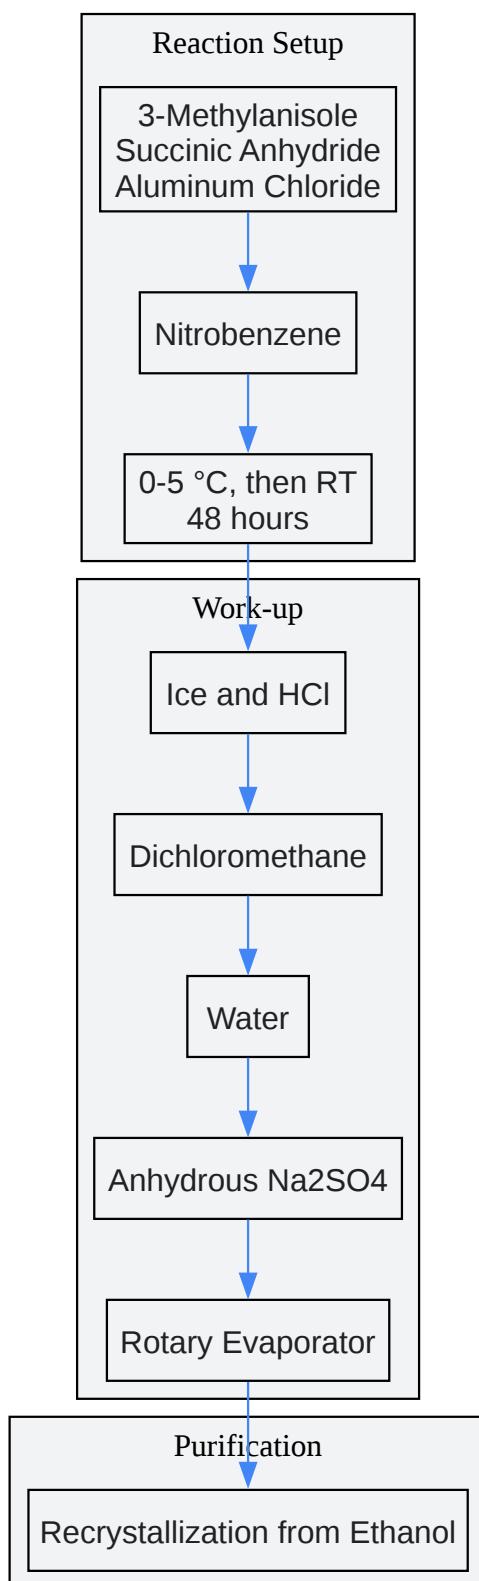 Reaction Setup
3-Methylanisole
Succinic Anhydride
Aluminum Chloride
Nitrobenzene
0-5 °C, then RT
48 hours
Work-up
Ice and HCl
Dichloromethane
Water
Anhydrous Na2SO4
Rotary Evaporator
Purification
Recrystallization from Ethanol